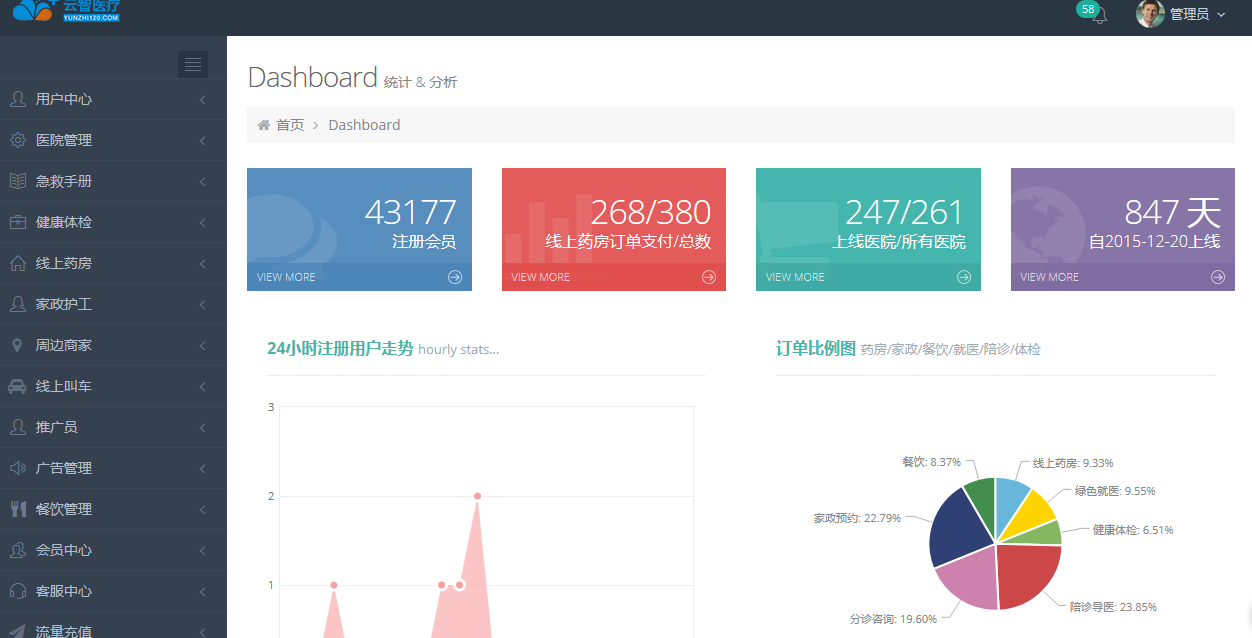 云智医疗
YUNZHI120.COM
58
管理员
用户中心
医院管理
急救手册
健康体检
线上药房
家政护工
周边商家
线上叫车
推广员
广告管理
餐饮管理
会员中心
客服中心
流量充值
Dashboard 统计 & 分析
首页 > Dashboard
43177
注册会员
VIEW MORE
268/380
线上药房订单支付/总数
VIEW MORE
247/261
上线医院/所有医院
VIEW MORE
847 天
自2015-12-20上线
VIEW MORE
24小时注册用户走势 hourly stats...
3
2
1
订单比例图 药房/家政/餐饮/就医/陪诊/体检
餐饮: 8.37%
线上药房: 9.33%
绿色就医: 9.55%
家政预约: 22.79%
健康体检: 6.51%
陪诊导医: 23.85%
分诊咨询: 19.60%